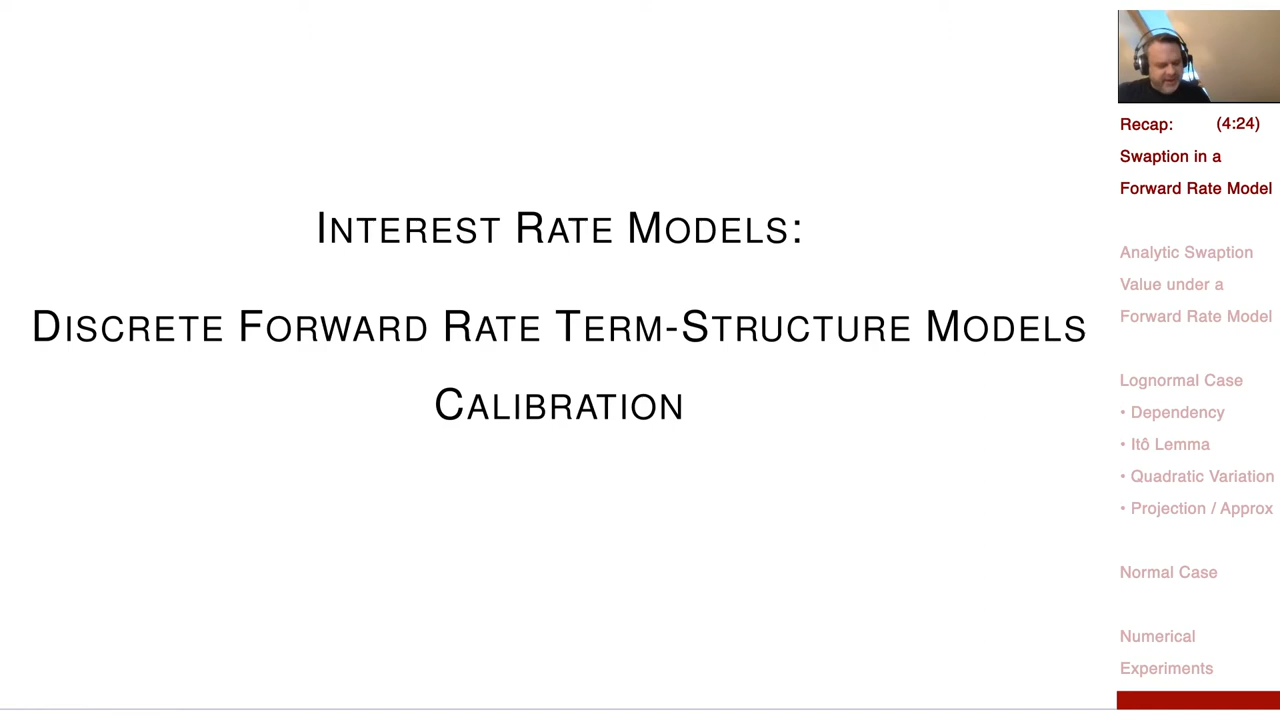 INTEREST RATE MODELS:
DISCRETE FORWARD RATE TERM-STRUCTURE MODELS
CALIBRATION
Recap: (4:24)
Swaption in a
Forward Rate Model
Analytic Swaption
Value under a
Forward Rate Model
Lognormal Case
• Dependency
• Itô Lemma
• Quadratic Variation
• Projection / Approx
Normal Case
Numerical
Experiments